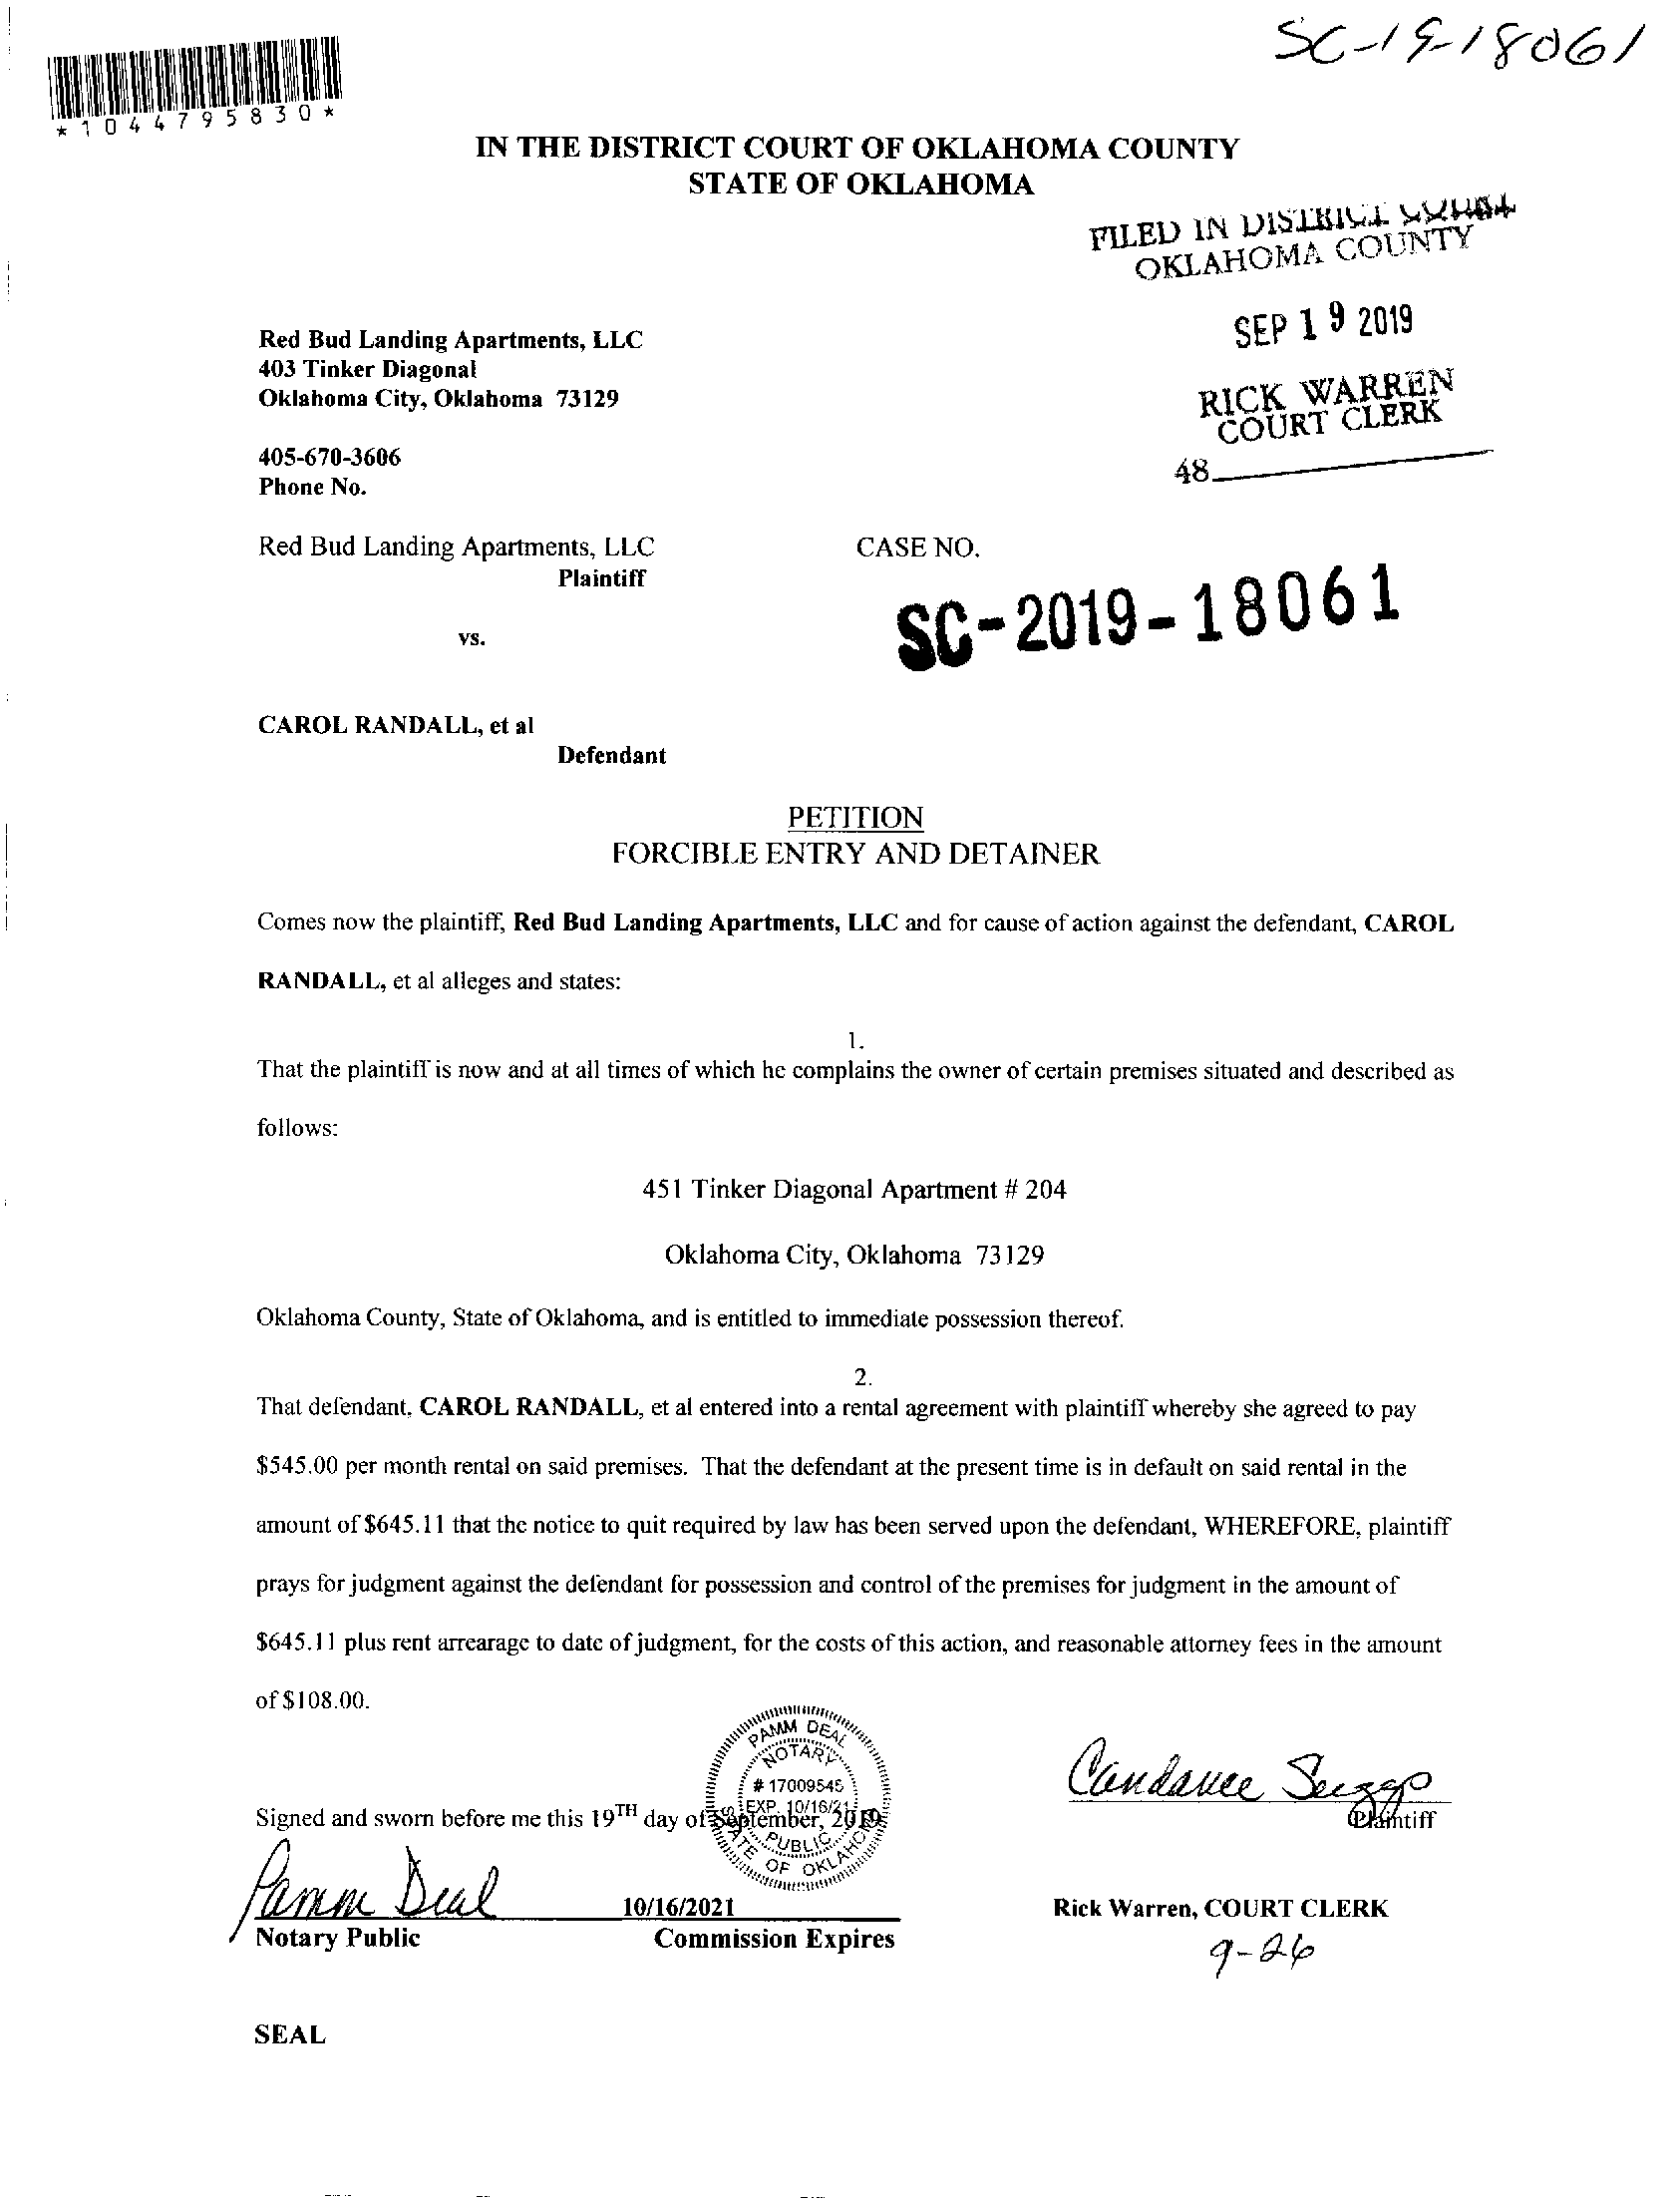 SC-19-18061
*1044795830*
IN THE DISTRICT COURT OF OKLAHOMA COUNTY
STATE OF OKLAHOMA
FILED IN DISTRICT COURT
OKLAHOMA COUNTY
SEP 19 2019
RICK WARREN
COURT CLERK
48
Red Bud Landing Apartments, LLC
403 Tinker Diagonal
Oklahoma City, Oklahoma 73129
405-670-3606
Phone No.
Red Bud Landing Apartments, LLC
Plaintiff
CASE NO.
SC-2019-18061
vs.
CAROL RANDALL, et al
Defendant
PETITION
FORCIBLE ENTRY AND DETAINER
Comes now the plaintiff, Red Bud Landing Apartments, LLC and for cause of action against the defendant, CAROL
RANDALL, et al alleges and states:
1.
That the plaintiff is now and at all times of which he complains the owner of certain premises situated and described as
follows:
451 Tinker Diagonal Apartment # 204
Oklahoma City, Oklahoma 73129
Oklahoma County, State of Oklahoma, and is entitled to immediate possession thereof.
2.
That defendant, CAROL RANDALL, et al entered into a rental agreement with plaintiff whereby she agreed to pay
$545.00 per month rental on said premises. That the defendant at the present time is in default on said rental in the
amount of $645.11 that the notice to quit required by law has been served upon the defendant, WHEREFORE, plaintiff
prays for judgment against the defendant for possession and control of the premises for judgment in the amount of
$645.11 plus rent arrearage to date of judgment, for the costs of this action, and reasonable attorney fees in the amount
of $108.00.
PAMM DEAL
NOTARY
# 17009545
EXP. 10/16/21
PUBLIC
STATE OF OKLAHOMA
Candance
Plaintiff
Signed and sworn before me this 19TH day of September, 2019
Pamm Deal
Notary Public
10/16/2021
Commission Expires
Rick Warren, COURT CLERK
9-26
SEAL